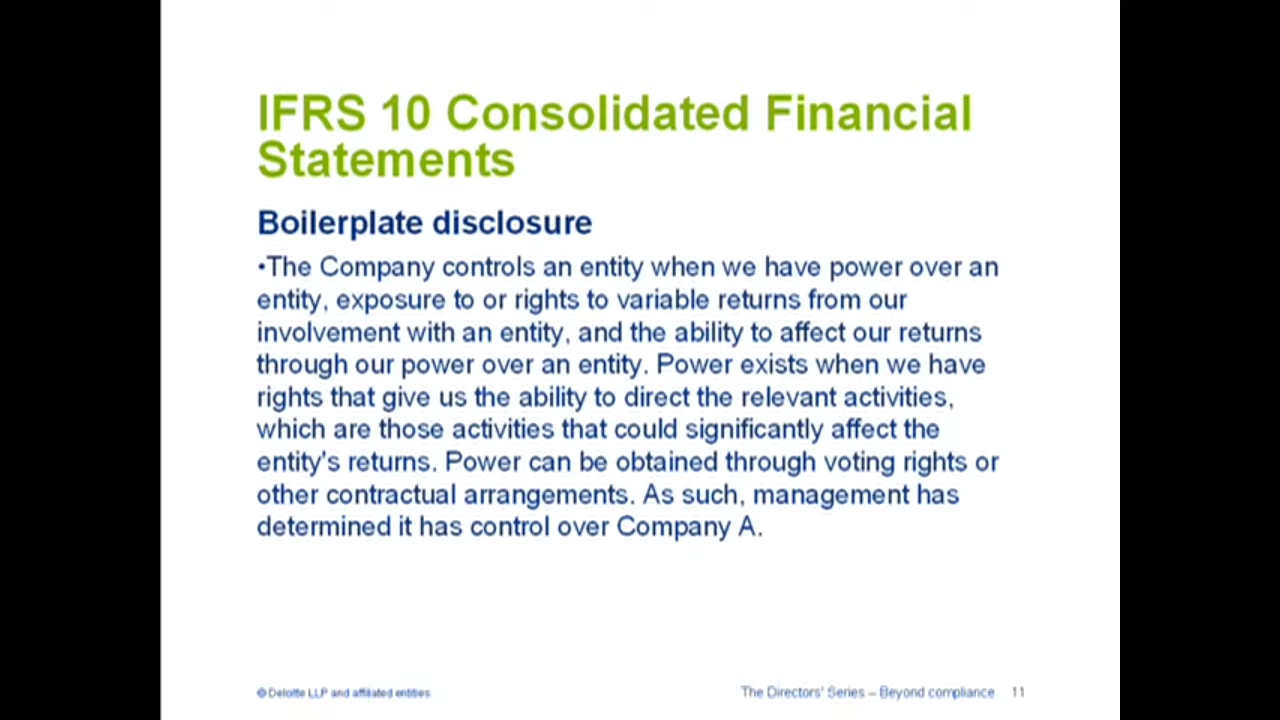 IFRS 10 Consolidated Financial
Statements
Boilerplate disclosure
•The Company controls an entity when we have power over an
entity, exposure to or rights to variable returns from our
involvement with an entity, and the ability to affect our returns
through our power over an entity. Power exists when we have
rights that give us the ability to direct the relevant activities,
which are those activities that could significantly affect the
entity's returns. Power can be obtained through voting rights or
other contractual arrangements. As such, management has
determined it has control over Company A.
© Deloitte LLP and affiliated entities
The Directors' Series – Beyond compliance 11